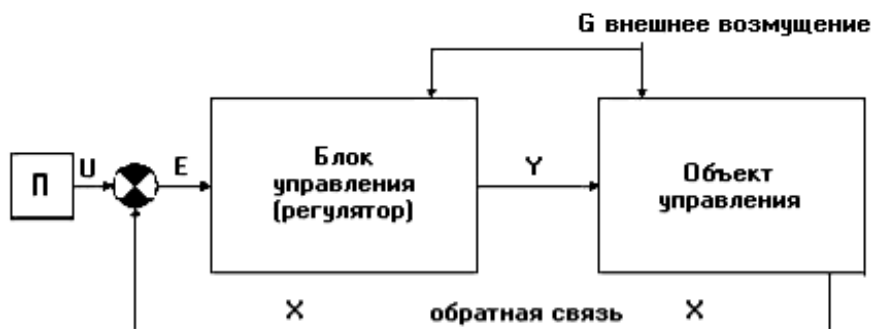 G внешнее возмущение
П
U
E
Блок
управления
(регулятор)
Y
Объект
управления
X
обратная связь
X